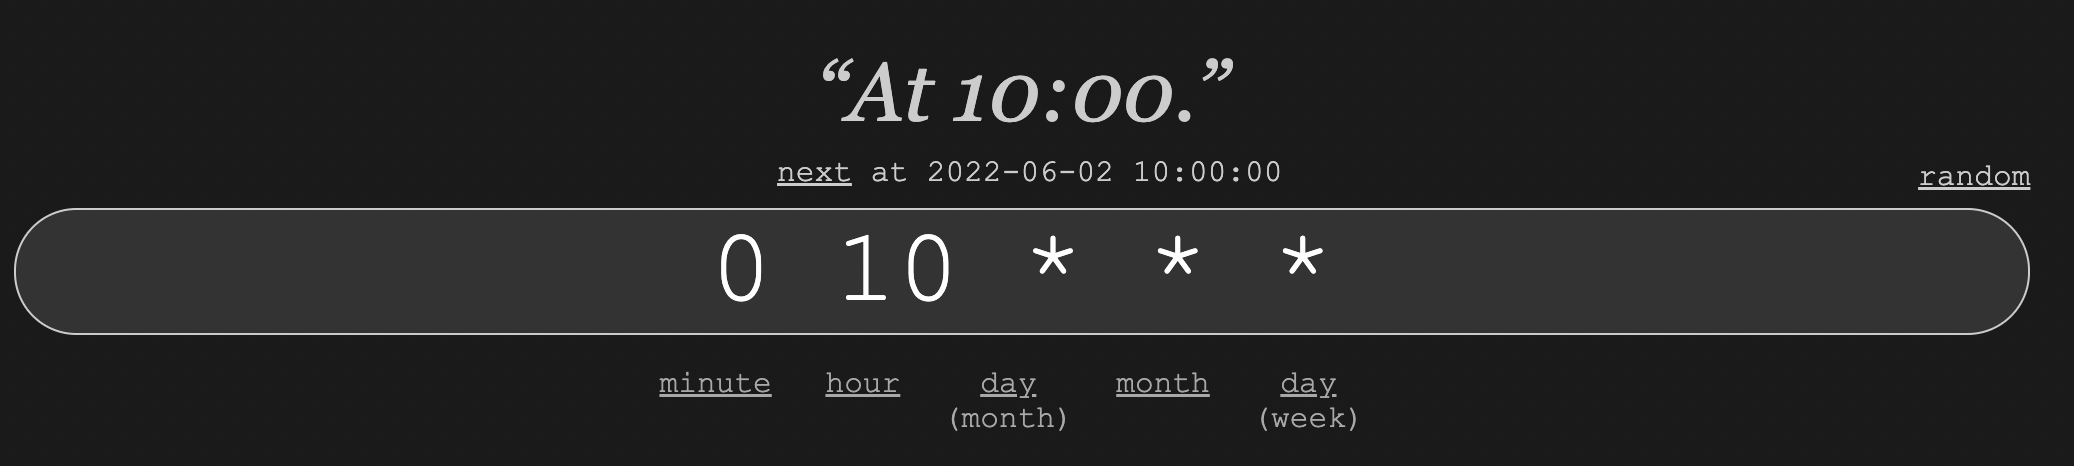 “At 10:00.”
next at 2022-06-02 10:00:00
random
0 10 * * *
minute hour day month day
(month) (week)